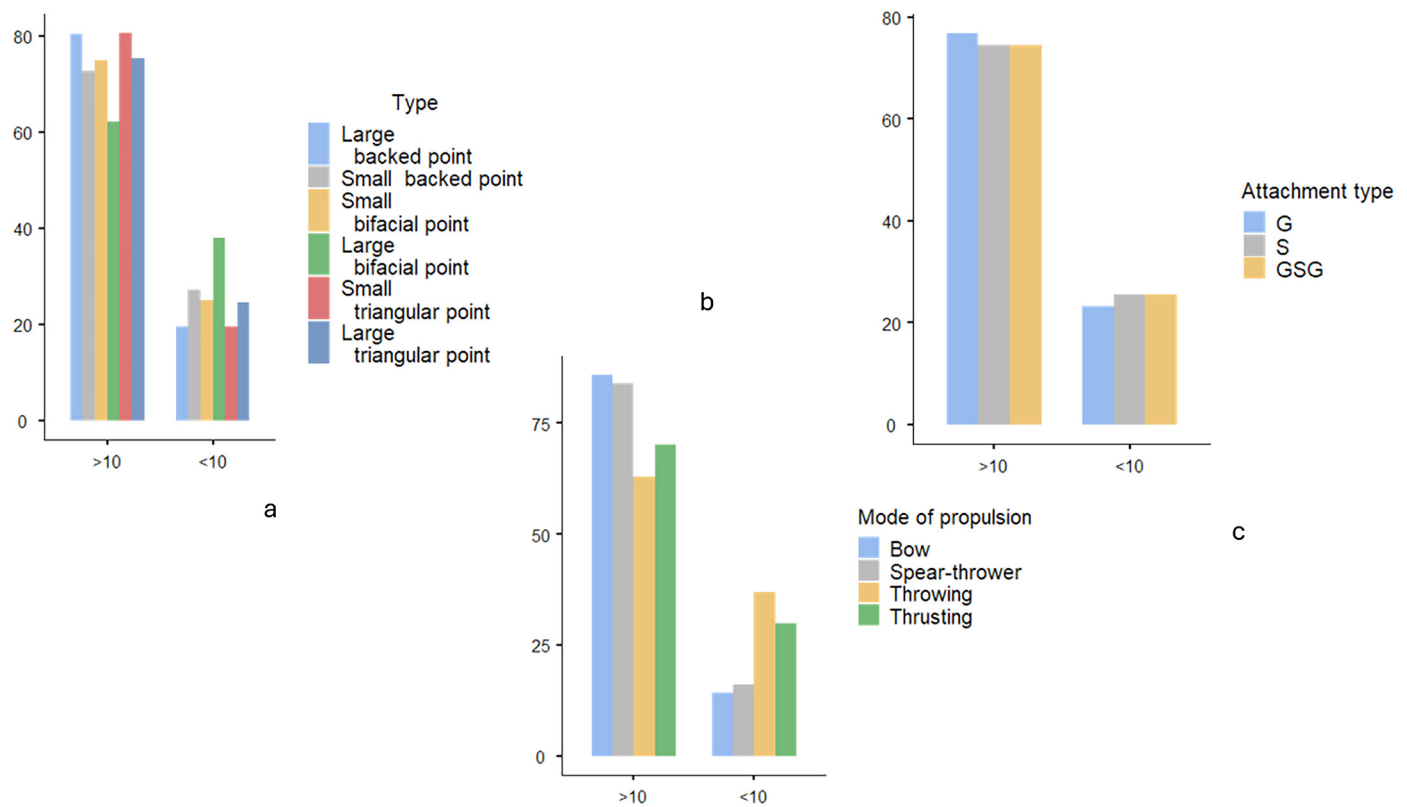 80
60
40
20
0
>10
<10
a
Type
Large
backed point
Small backed point
Small
bifacial point
Large
bifacial point
Small
triangular point
Large
triangular point
b
75
50
25
0
>10
<10
Mode of propulsion
Bow
Spear-thrower
Throwing
Thrusting
80
60
40
20
0
>10
<10
Attachment type
G
S
GSG
c